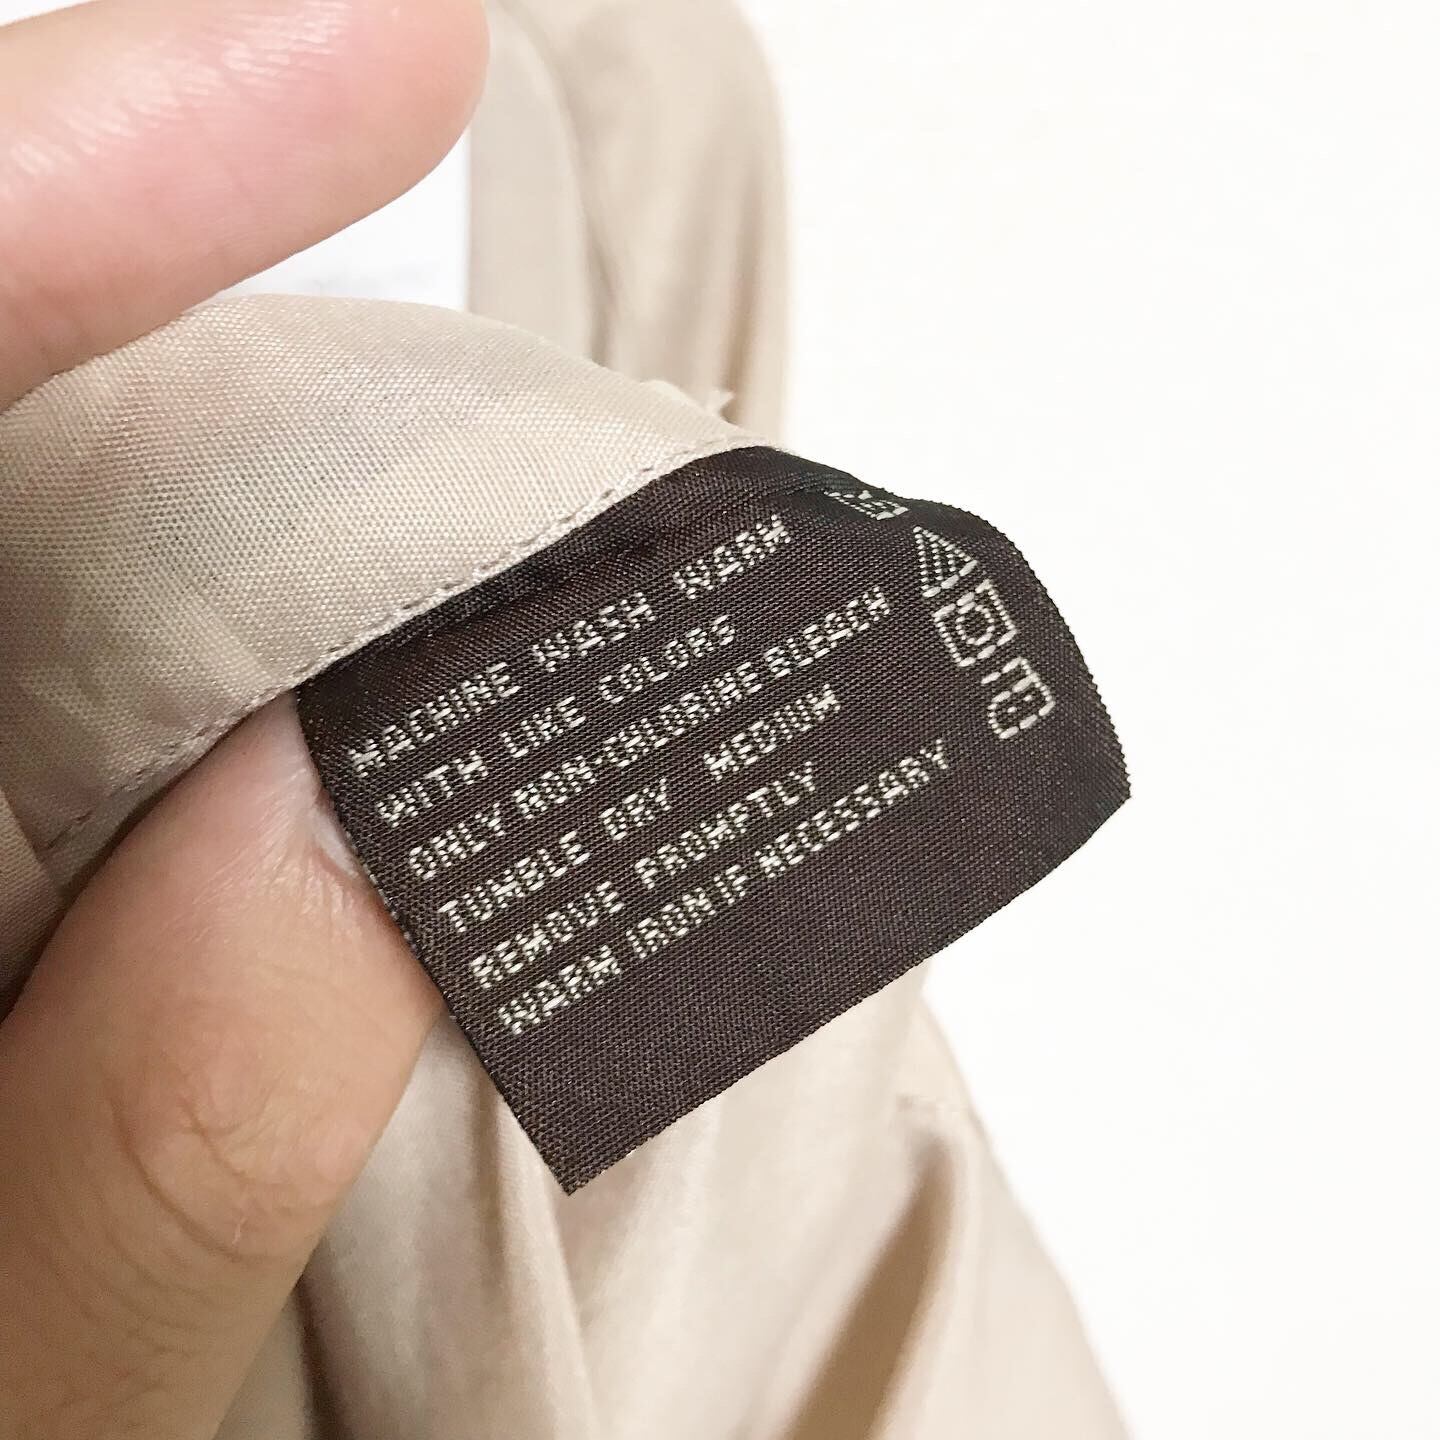 MACHINE WASH WARM
WITH LIKE COLORS
ONLY NON-CHLORINE BLEACH
TUMBLE DRY MEDIUM
REMOVE PROMPTLY
WARM IRON IF NECESSARY